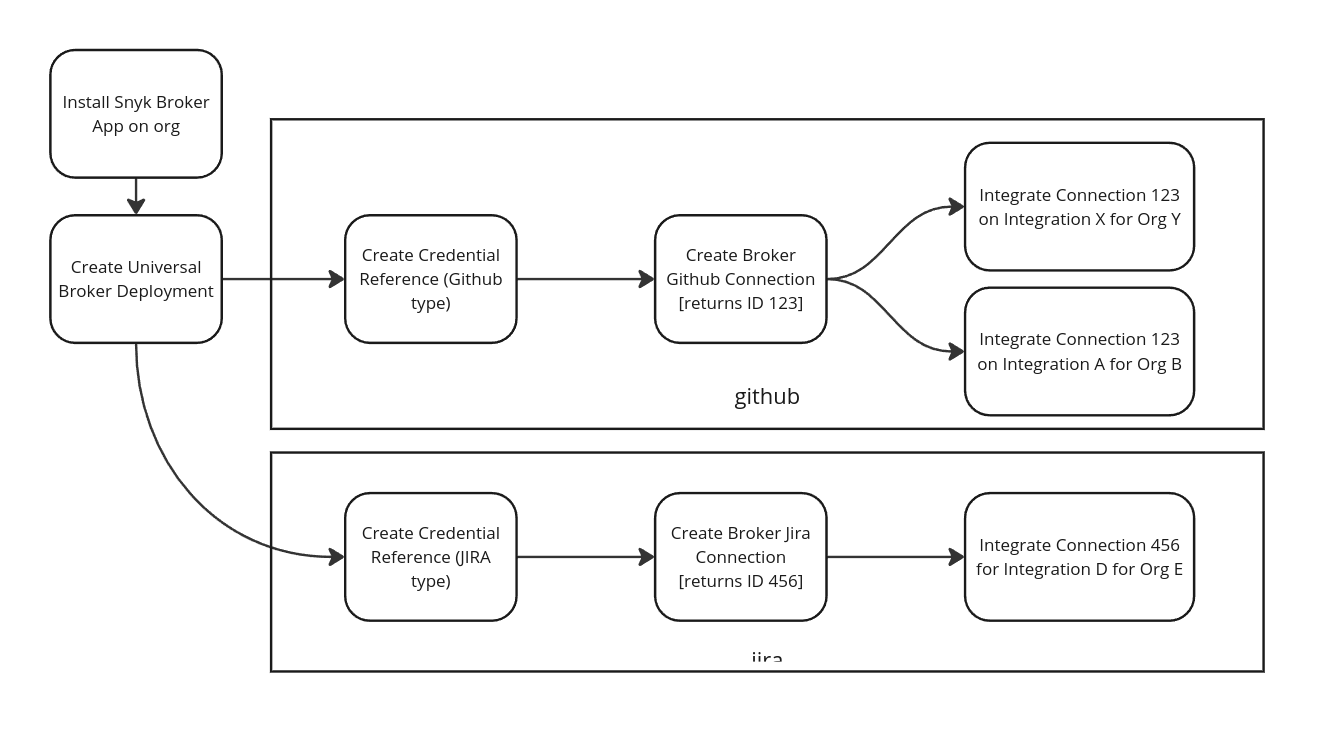 Install Snyk Broker
App on org
Create Universal
Broker Deployment
Create Credential
Reference (Github
type)
Create Broker
Github Connection
[returns ID 123]
Integrate Connection 123
on Integration X for Org Y
Integrate Connection 123
on Integration A for Org B
github
Create Credential
Reference (JIRA
type)
Create Broker Jira
Connection
[returns ID 456]
Integrate Connection 456
for Integration D for Org E
jira